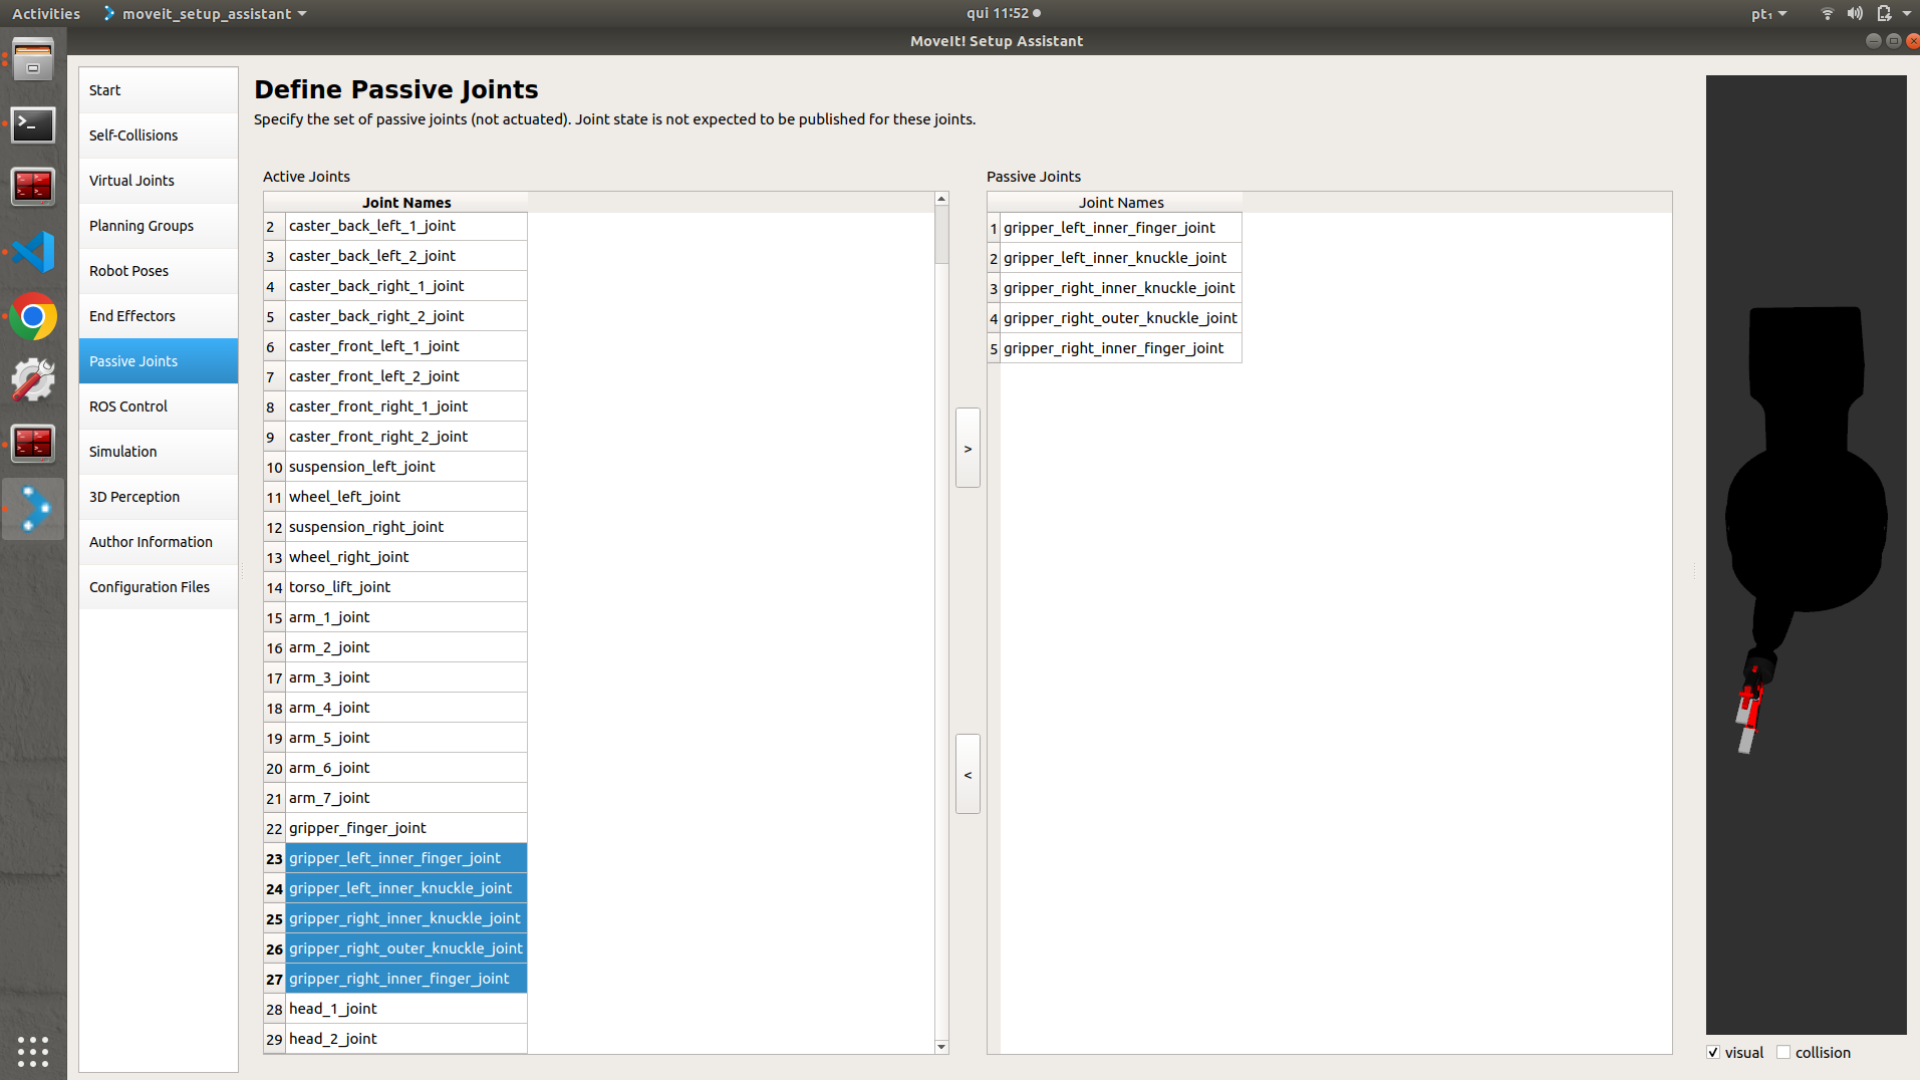 Activities
moveit_setup_assistant
qui 11:52
pt₁
MoveIt! Setup Assistant
Start
Self-Collisions
Virtual Joints
Planning Groups
Robot Poses
End Effectors
Passive Joints
ROS Control
Simulation
3D Perception
Author Information
Configuration Files
Define Passive Joints
Specify the set of passive joints (not actuated). Joint state is not expected to be published for these joints.
Active Joints
Joint Names
2 caster_back_left_1_joint
3 caster_back_left_2_joint
4 caster_back_right_1_joint
5 caster_back_right_2_joint
6 caster_front_left_1_joint
7 caster_front_left_2_joint
8 caster_front_right_1_joint
9 caster_front_right_2_joint
10 suspension_left_joint
11 wheel_left_joint
12 suspension_right_joint
13 wheel_right_joint
14 torso_lift_joint
15 arm_1_joint
16 arm_2_joint
17 arm_3_joint
18 arm_4_joint
19 arm_5_joint
20 arm_6_joint
21 arm_7_joint
22 gripper_finger_joint
23 gripper_left_inner_finger_joint
24 gripper_left_inner_knuckle_joint
25 gripper_right_inner_knuckle_joint
26 gripper_right_outer_knuckle_joint
27 gripper_right_inner_finger_joint
28 head_1_joint
29 head_2_joint
>
<
Passive Joints
Joint Names
1 gripper_left_inner_finger_joint
2 gripper_left_inner_knuckle_joint
3 gripper_right_inner_knuckle_joint
4 gripper_right_outer_knuckle_joint
5 gripper_right_inner_finger_joint
visual
collision